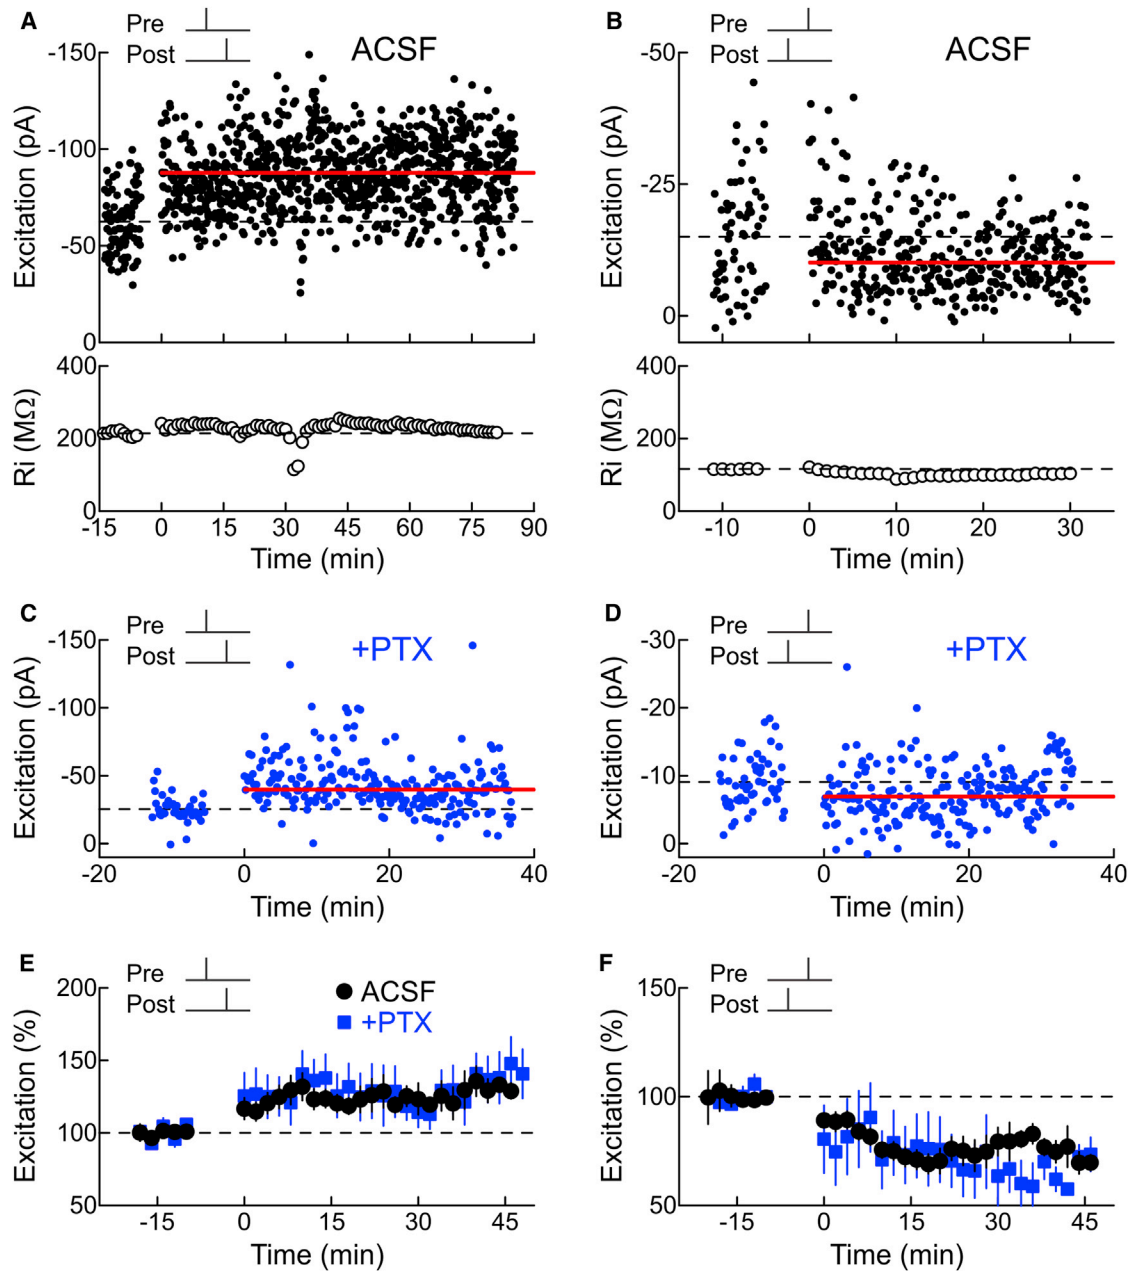 A
Pre
Post
ACSF
Excitation (pA)
-150
-100
-50
0
Ri (MΩ)
400
200
0
-15 0 15 30 45 60 75 90
Time (min)
B
Pre
Post
ACSF
Excitation (pA)
-50
-25
0
Ri (MΩ)
400
200
0
-10 0 10 20 30
Time (min)
C
Pre
Post
+PTX
Excitation (pA)
-150
-100
-50
0
-20 0 20 40
Time (min)
D
Pre
Post
+PTX
Excitation (pA)
-30
-20
-10
0
-20 0 20 40
Time (min)
E
Pre
Post
ACSF
+PTX
Excitation (%)
200
150
100
50
-15 0 15 30 45
Time (min)
F
Pre
Post
Excitation (%)
150
100
50
-15 0 15 30 45
Time (min)